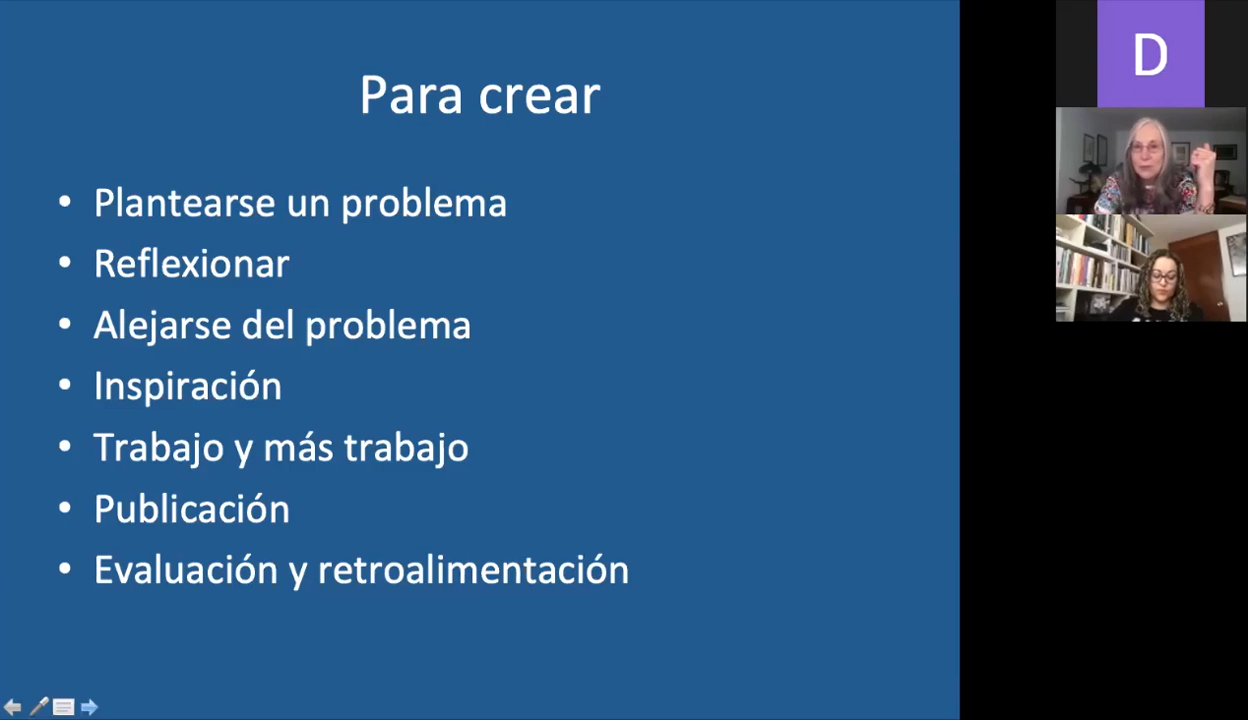 Para crear
• Plantearse un problema
• Reflexionar
• Alejarse del problema
• Inspiración
• Trabajo y más trabajo
• Publicación
• Evaluación y retroalimentación
D